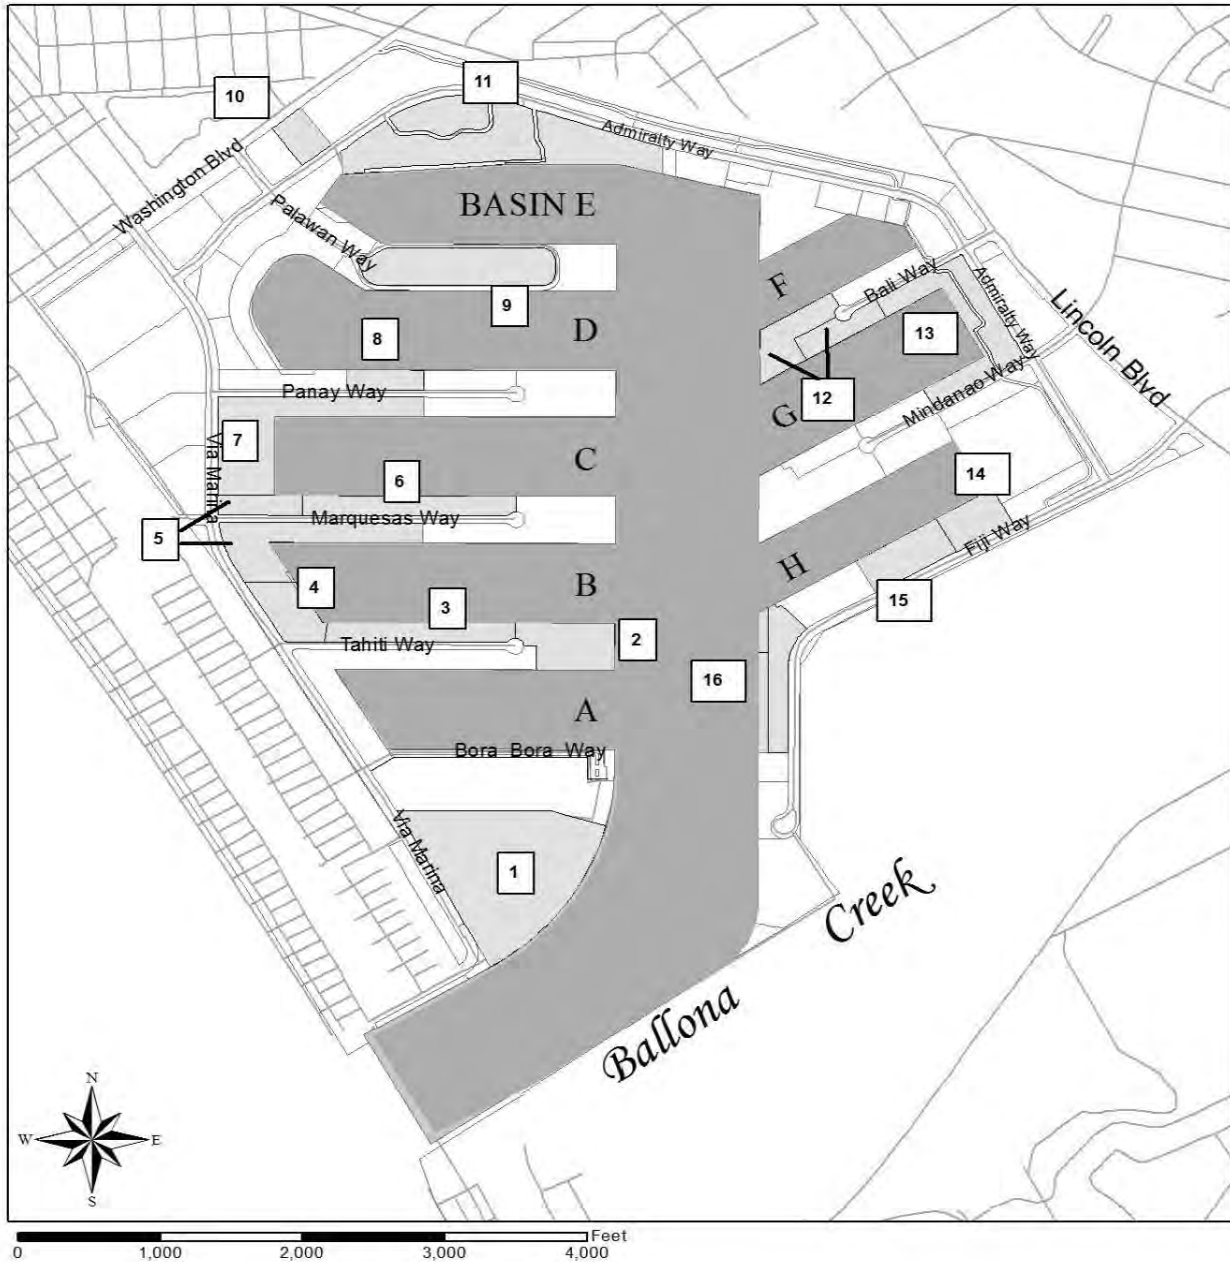 11
10
Admiralty Way
Washington Blvd
BASIN E
Palawan Way
F
Bali Way
Admiralty Way
Lincoln Blvd
9
D
13
8
12
Panay Way
G
Mindanao Way
7
Via Marina
C
6
14
Marquesas Way
5
Fiji Way
H
4
B
3
15
2
Tahiti Way
16
A
Bora Bora Way
Via Marina
1
Creek
Ballona
N
W E
S
Feet
0 1,000 2,000 3,000 4,000